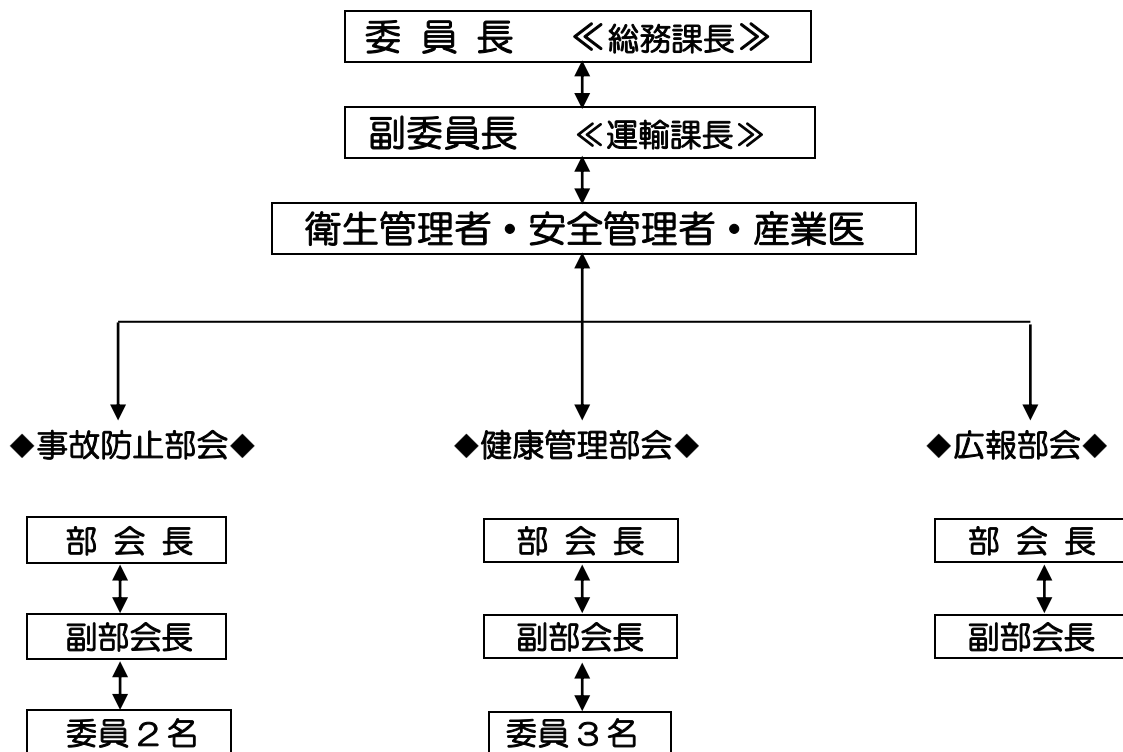 委 員 長　≪総務課長≫
副委員長　≪運輸課長≫
衛生管理者・安全管理者・産業医
◆事故防止部会◆　◆健康管理部会◆　◆広報部会◆
部 会 長　部 会 長　部 会 長
副部会長　副部会長　副部会長
委員２名　委員３名